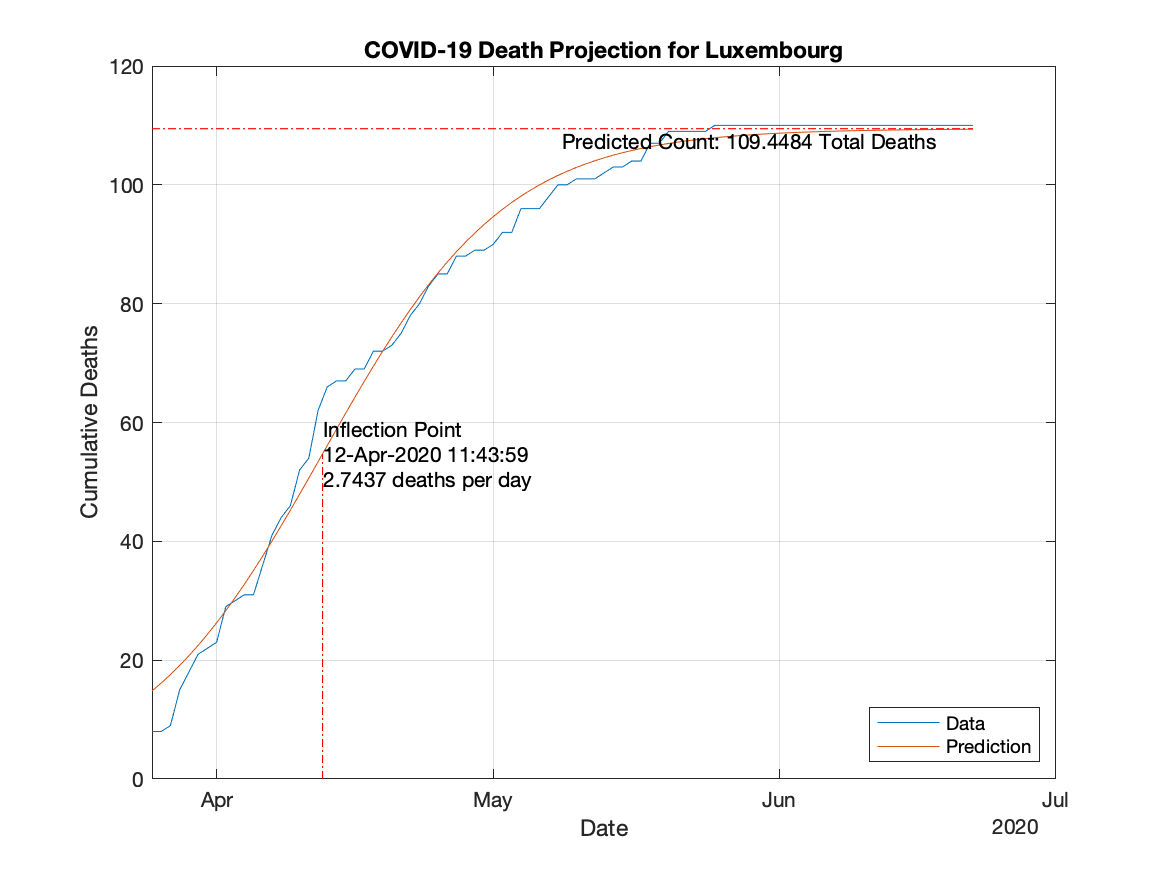 COVID-19 Death Projection for Luxembourg
120
100
80
60
40
20
0
Cumulative Deaths
Predicted Count: 109.4484 Total Deaths
Inflection Point
12-Apr-2020 11:43:59
2.7437 deaths per day
Data
Prediction
Apr May Jun Jul
Date
2020